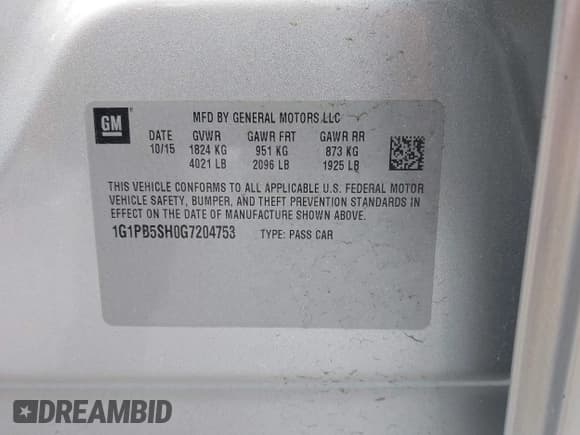 GM
MFD BY GENERAL MOTORS LLC
DATE GVWR GAWR FRT GAWR RR
10/15 1824 KG 951 KG 873 KG
4021 LB 2096 LB 1925 LB
THIS VEHICLE CONFORMS TO ALL APPLICABLE U.S. FEDERAL MOTOR
VEHICLE SAFETY, BUMPER, AND THEFT PREVENTION STANDARDS IN
EFFECT ON THE DATE OF MANUFACTURE SHOWN ABOVE.
1G1PB5SH0G7204753 TYPE: PASS CAR
DREAMBID